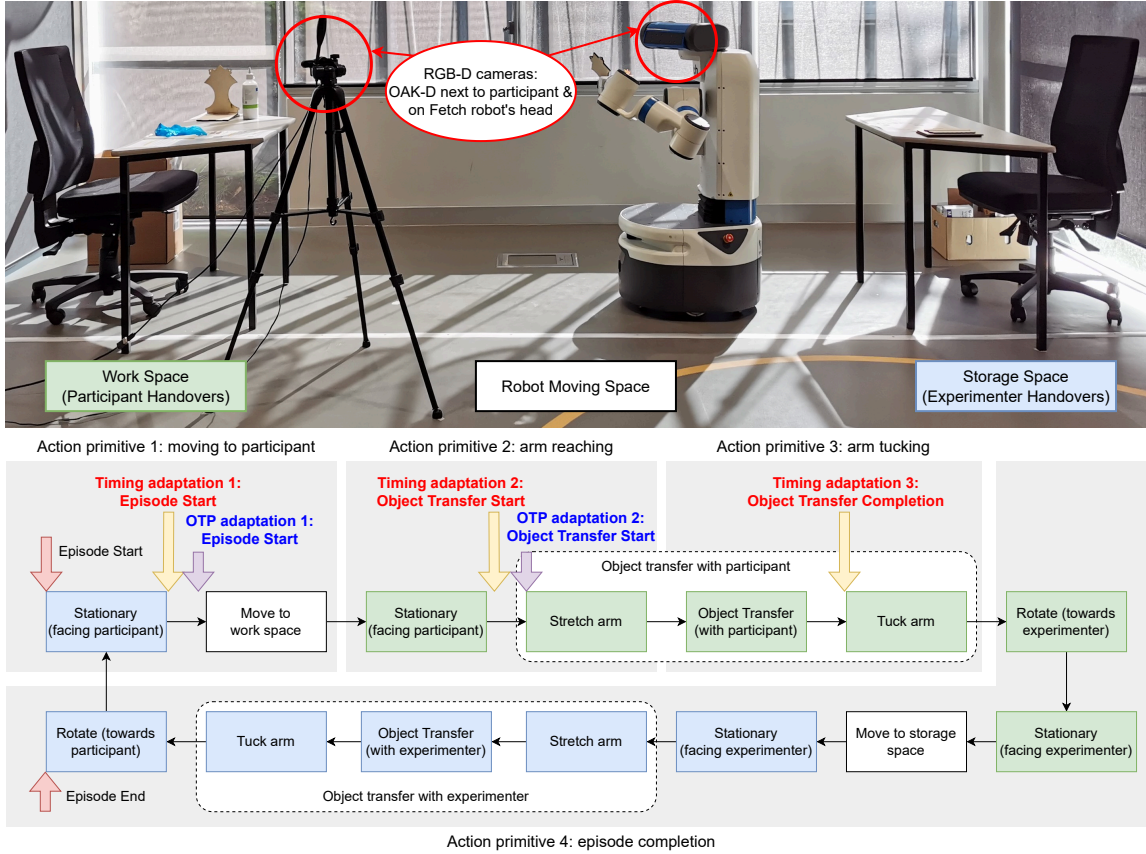 RGB-D cameras:
OAK-D next to participant &
on Fetch robot's head
Work Space
(Participant Handovers)
Robot Moving Space
Storage Space
(Experimenter Handovers)
Action primitive 1: moving to participant
Action primitive 2: arm reaching
Action primitive 3: arm tucking
Timing adaptation 1:
Episode Start
OTP adaptation 1:
Episode Start
Episode Start
Timing adaptation 2:
Object Transfer Start
OTP adaptation 2:
Object Transfer Start
Timing adaptation 3:
Object Transfer Completion
Object transfer with participant
Stationary
(facing participant)
Move to
work space
Stationary
(facing participant)
Stretch arm
Object Transfer
(with participant)
Tuck arm
Rotate (towards
experimenter)
Rotate (towards
participant)
Tuck arm
Object Transfer
(with experimenter)
Stretch arm
Stationary
(facing experimenter)
Move to storage
space
Stationary
(facing experimenter)
Episode End
Object transfer with experimenter
Action primitive 4: episode completion